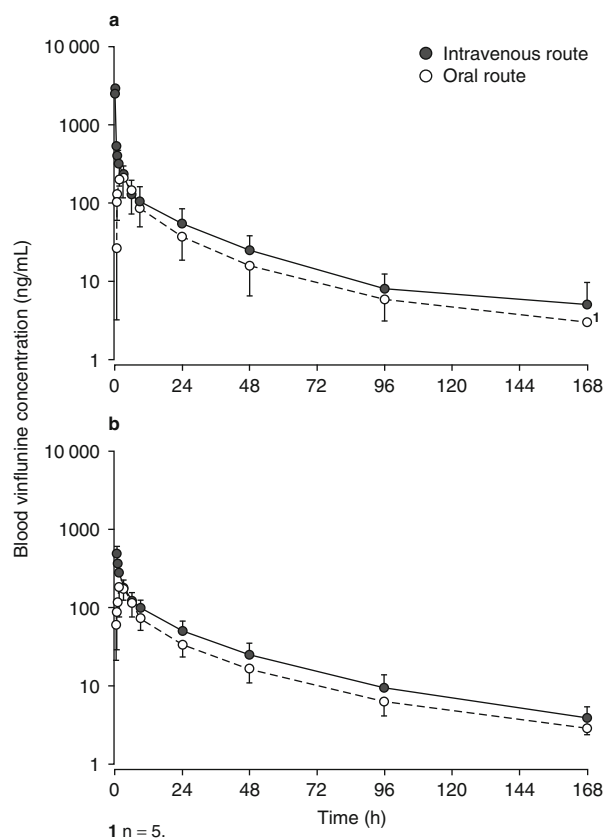 a
10 000
1000
100
10
1
Intravenous route
Oral route
1
0 24 48 72 96 120 144 168
Blood vinflunine concentration (ng/mL)
b
10 000
1000
100
10
1
0 24 48 72 96 120 144 168
Time (h)
1 n = 5.